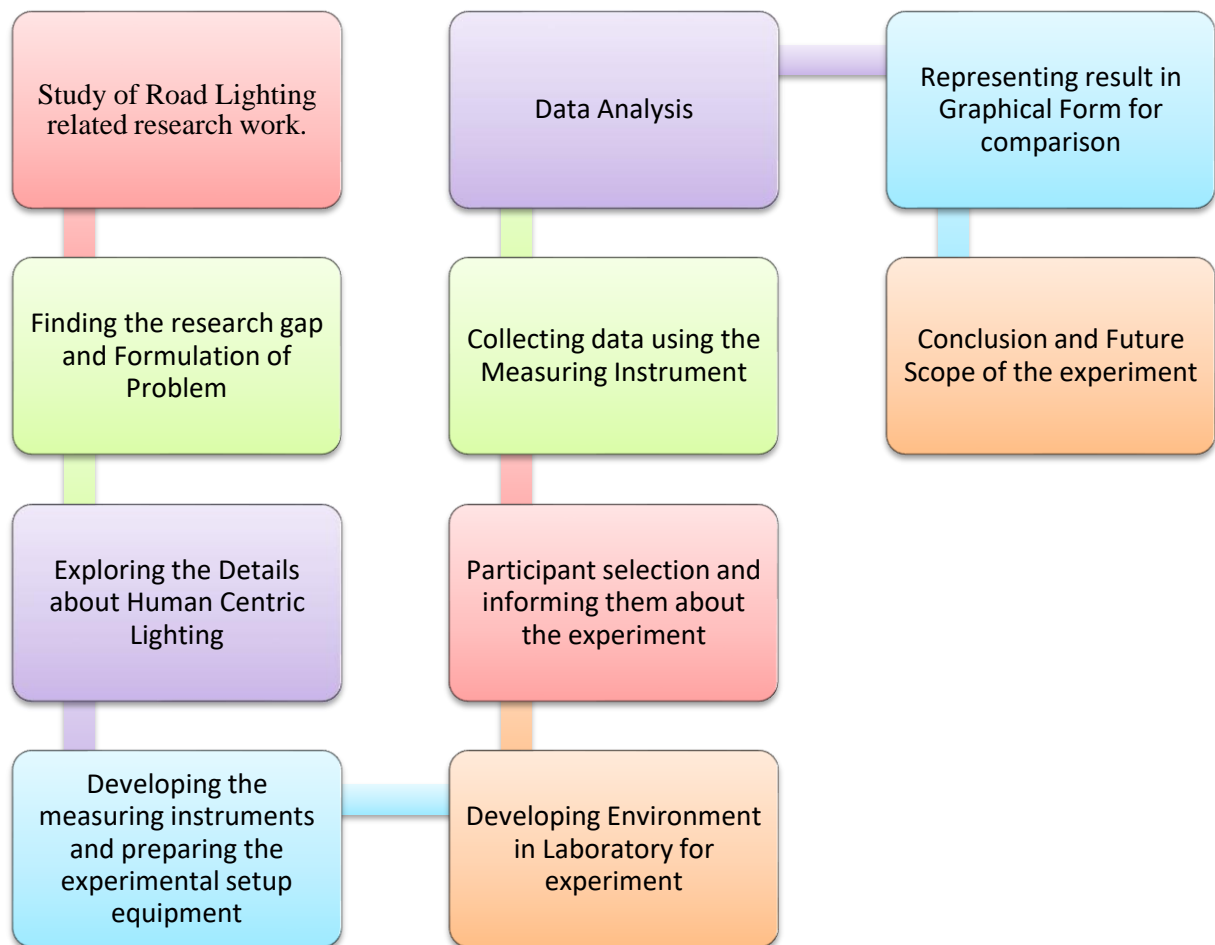 Study of Road Lighting
related research work.
Finding the research gap
and Formulation of
Problem
Exploring the Details
about Human Centric
Lighting
Developing the
measuring instruments
and preparing the
experimental setup
equipment
Developing Environment
in Laboratory for
experiment
Participant selection and
informing them about
the experiment
Collecting data using the
Measuring Instrument
Data Analysis
Representing result in
Graphical Form for
comparison
Conclusion and Future
Scope of the experiment